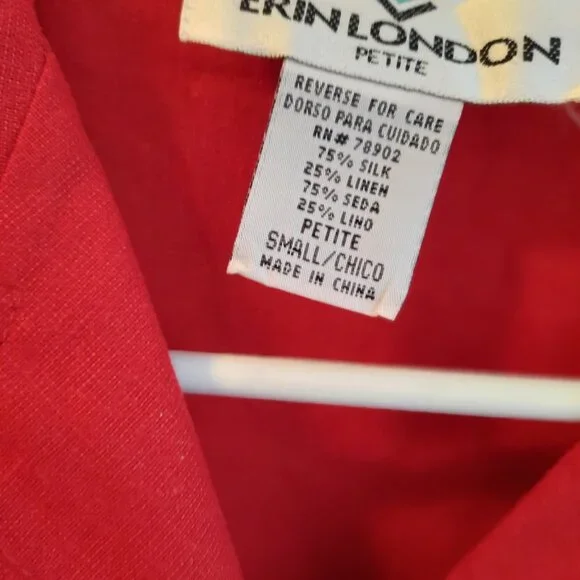 ERIN LONDON
PETITE
REVERSE FOR CARE
DORSO PARA CUIDADO
RN# 78902
75% SILK
25% LINEN
75% SEDA
25% LINO
PETITE
SMALL/CHICO
MADE IN CHINA